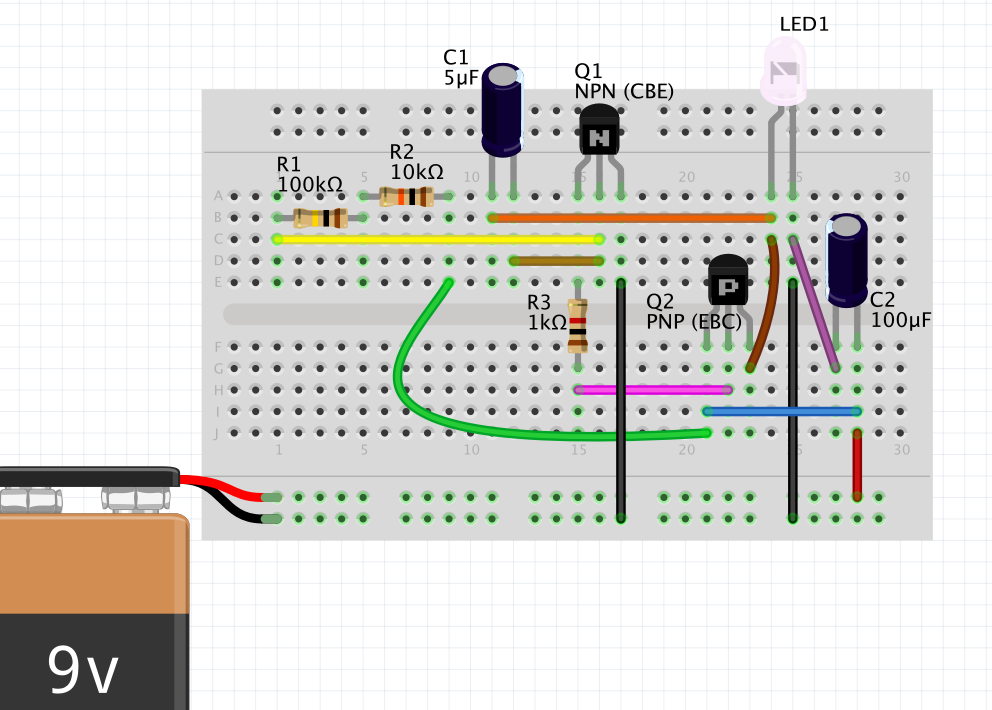 LED1
C1
5µF
Q1
NPN (CBE)
N
R1
100kΩ
R2
10kΩ
15 20 25 30
5
A
B
C
D
E
R3
1kΩ
Q2
PNP (EBC)
P
C2
100µF
F
G
H
I
J
1 5 10 15 20 25 30
9v